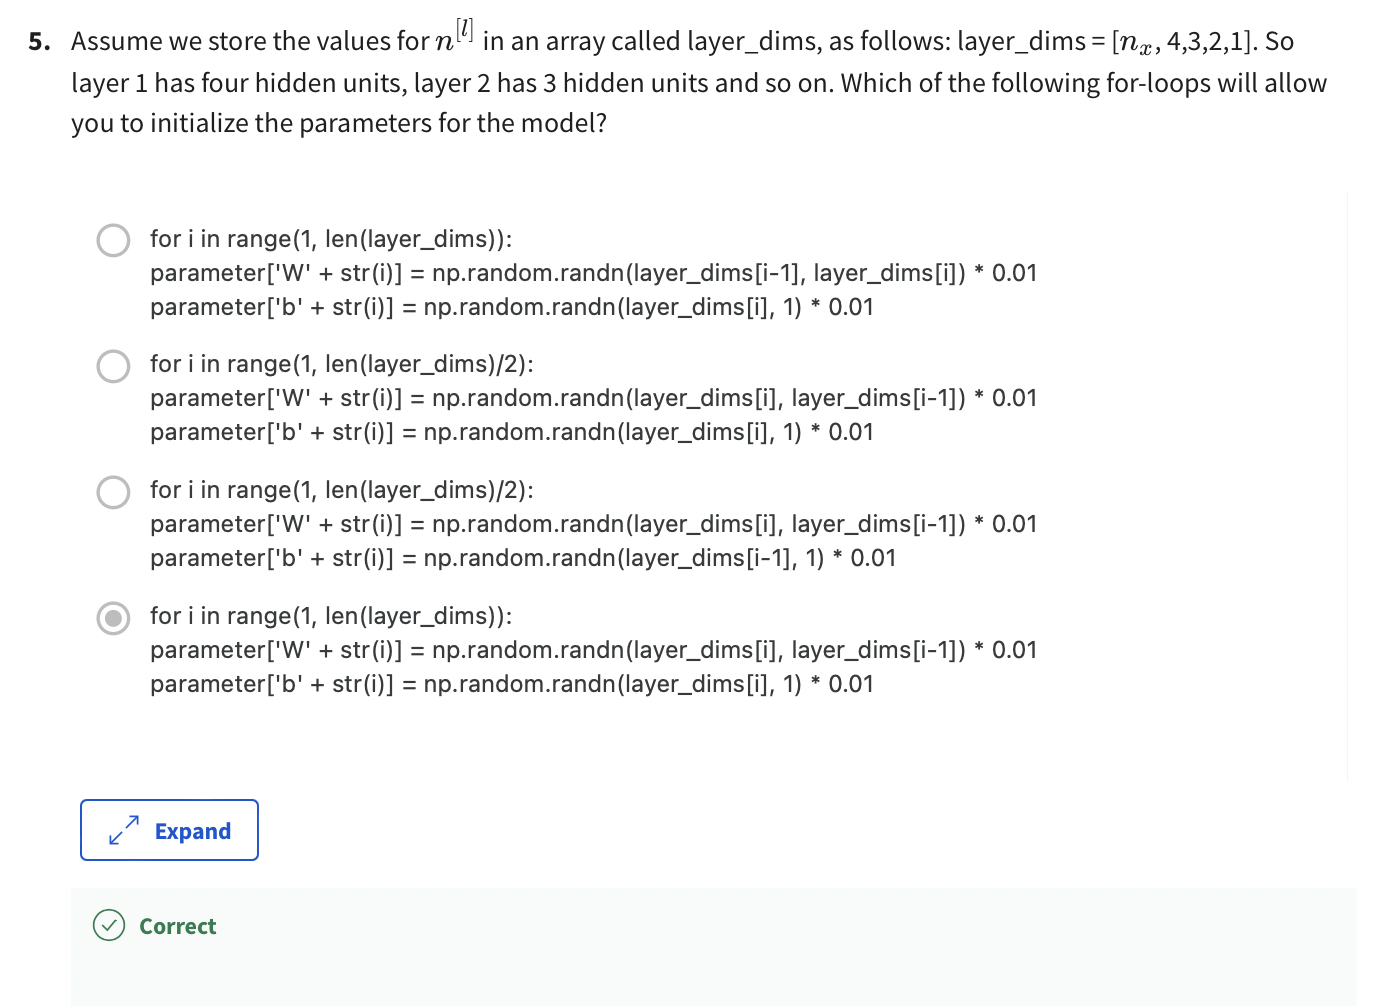 5. Assume we store the values for n^[l] in an array called layer_dims, as follows: layer_dims = [n_x, 4,3,2,1]. So
layer 1 has four hidden units, layer 2 has 3 hidden units and so on. Which of the following for-loops will allow
you to initialize the parameters for the model?
for i in range(1, len(layer_dims)):
parameter['W' + str(i)] = np.random.randn(layer_dims[i-1], layer_dims[i]) * 0.01
parameter['b' + str(i)] = np.random.randn(layer_dims[i], 1) * 0.01
for i in range(1, len(layer_dims)/2):
parameter['W' + str(i)] = np.random.randn(layer_dims[i], layer_dims[i-1]) * 0.01
parameter['b' + str(i)] = np.random.randn(layer_dims[i], 1) * 0.01
for i in range(1, len(layer_dims)/2):
parameter['W' + str(i)] = np.random.randn(layer_dims[i], layer_dims[i-1]) * 0.01
parameter['b' + str(i)] = np.random.randn(layer_dims[i-1], 1) * 0.01
for i in range(1, len(layer_dims)):
parameter['W' + str(i)] = np.random.randn(layer_dims[i], layer_dims[i-1]) * 0.01
parameter['b' + str(i)] = np.random.randn(layer_dims[i], 1) * 0.01
Expand
Correct